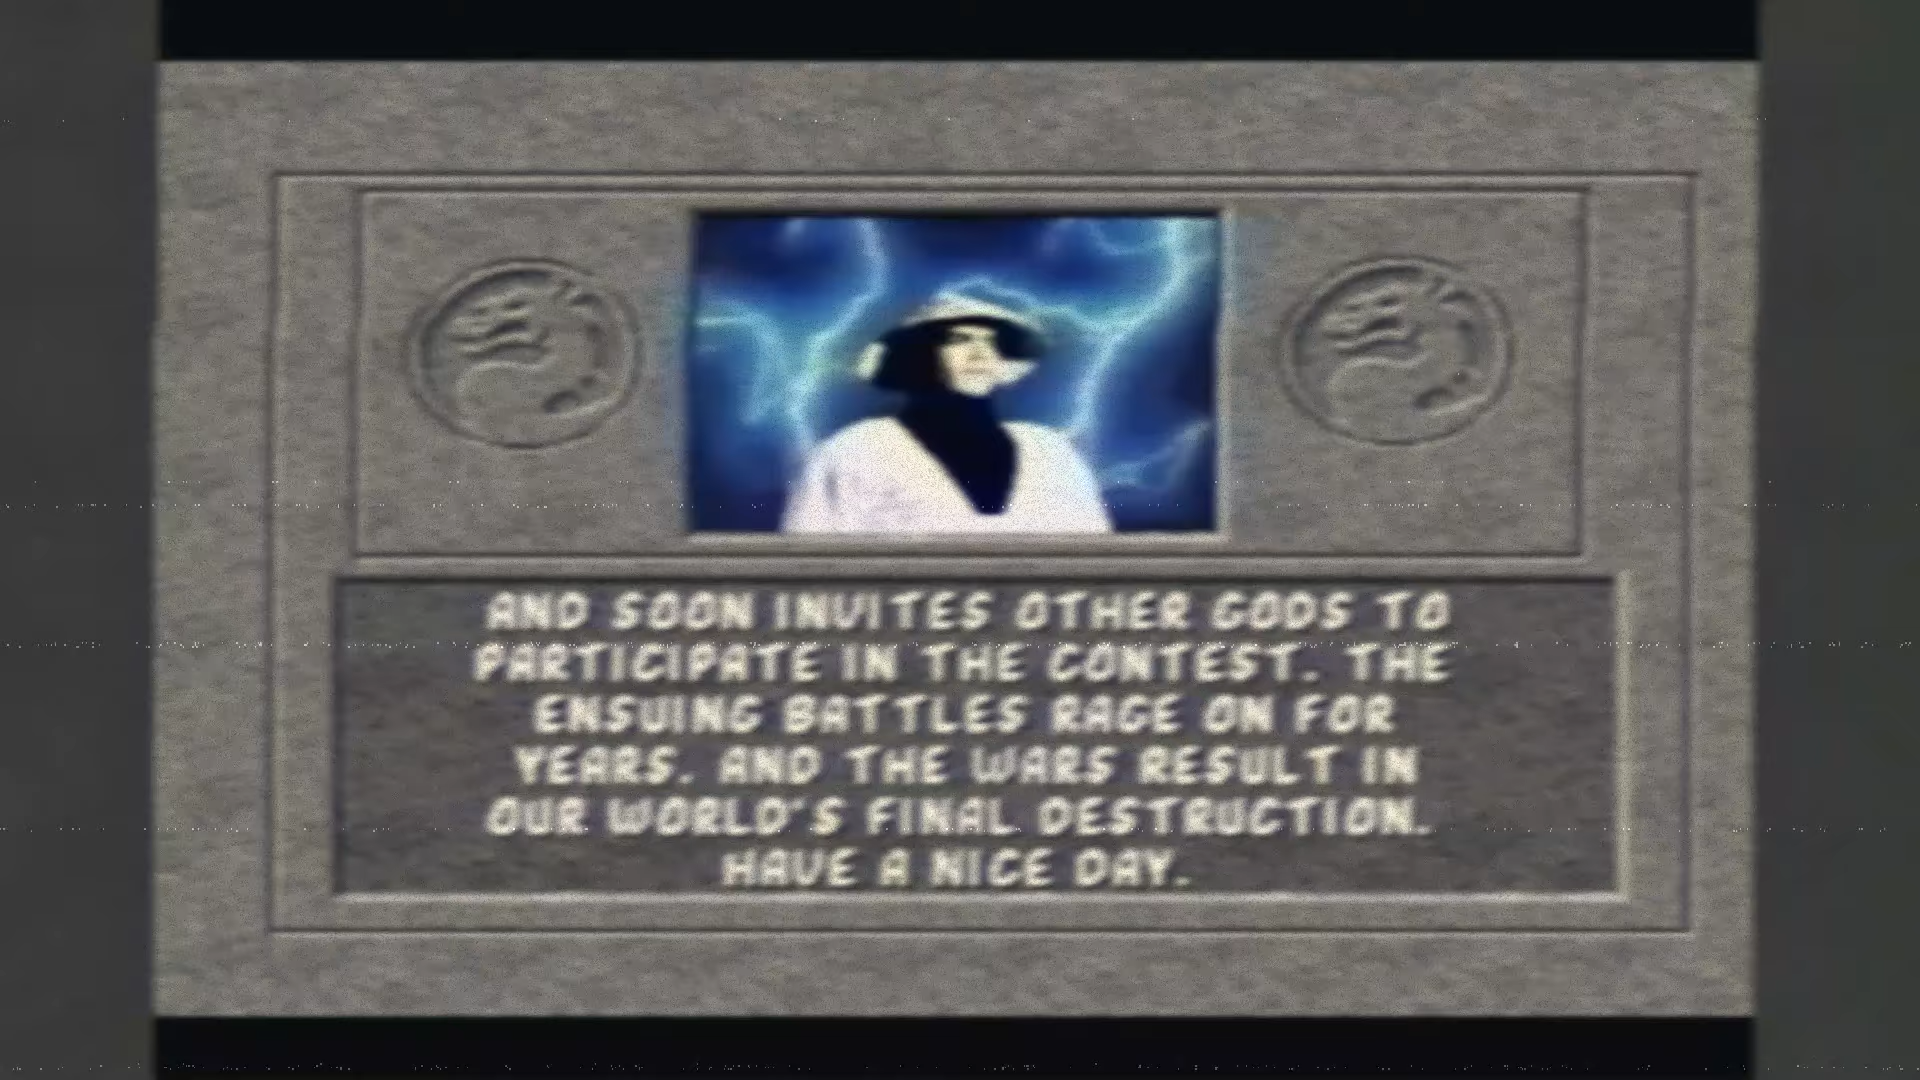 AND SOON INVITES OTHER GODS TO
PARTICIPATE IN THE CONTEST. THE
ENSUING BATTLES RAGE ON FOR
YEARS. AND THE WARS RESULT IN
OUR WORLD'S FINAL DESTRUCTION.
HAVE A NICE DAY.